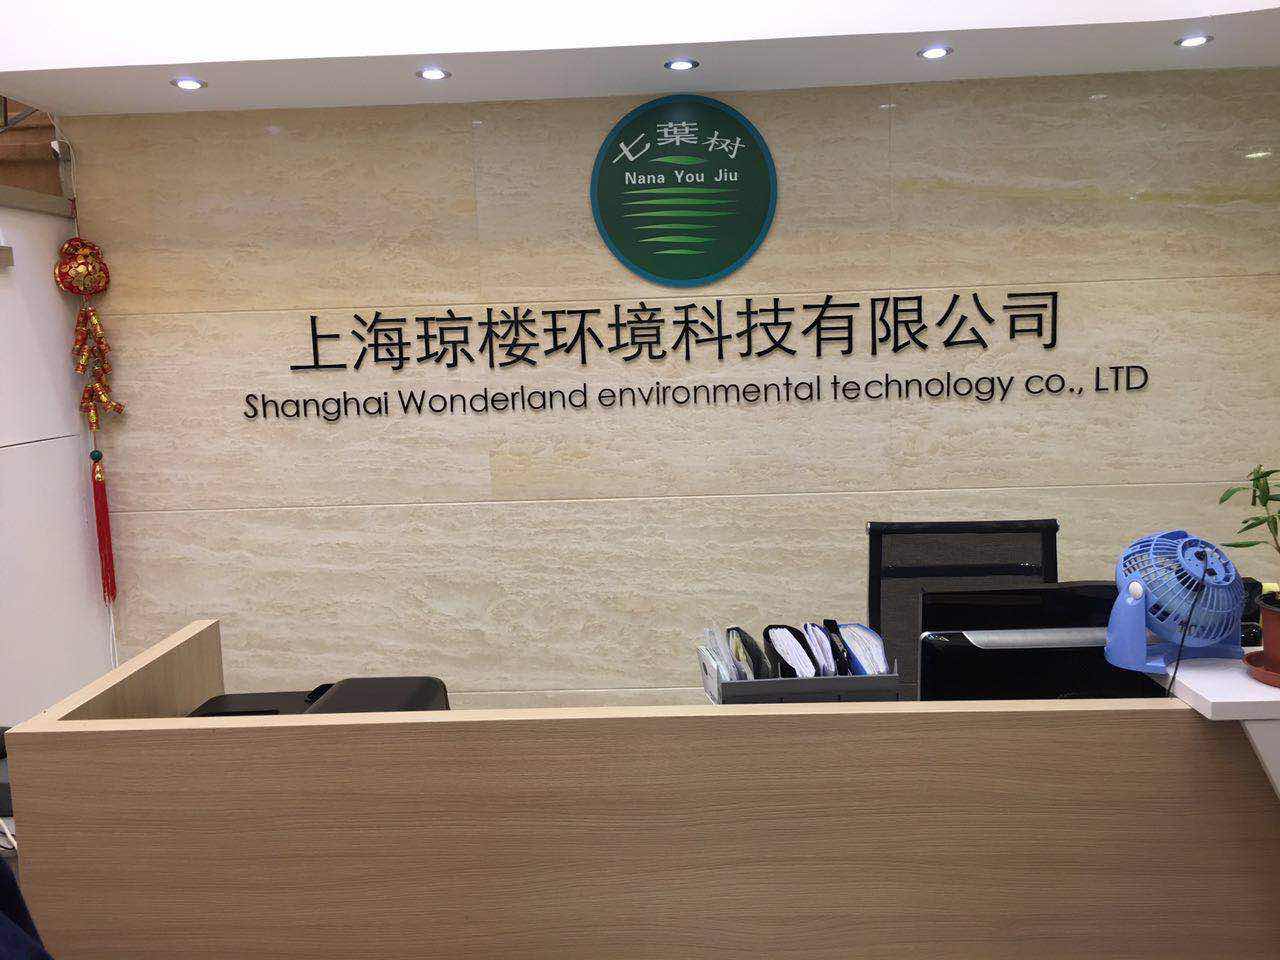 七葉树
Nana You Jiu
上海琼楼环境科技有限公司
Shanghai Wonderland environmental technology co., LTD